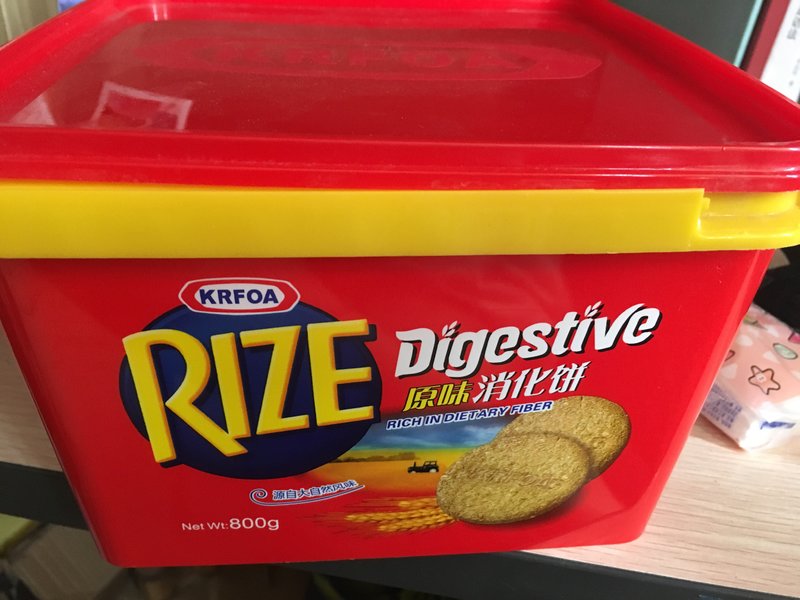 KRFOA
RIZE
Digestive
原味消化饼
RICH IN DIETARY FIBER
源自大自然风味
Net Wt:800g